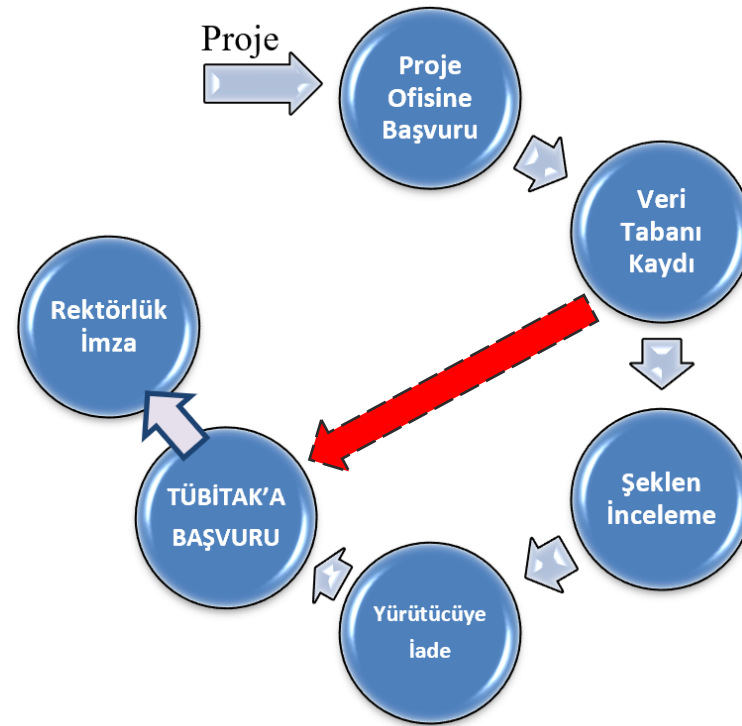 Proje
Proje
Ofisine
Başvuru
Veri
Tabanı
Kaydı
Şeklen
İnceleme
Yürütücüye
İade
TÜBİTAK’A
BAŞVURU
Rektörlük
İmza